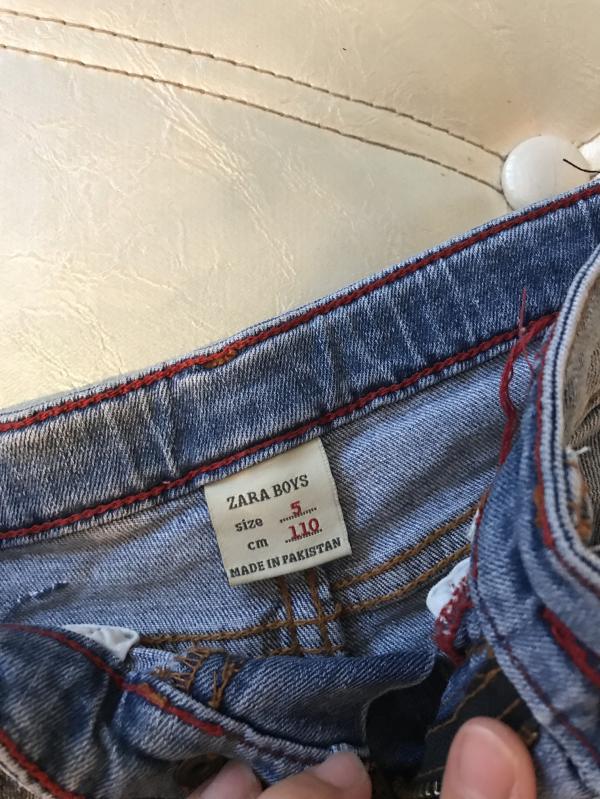 ZARA BOYS
size 5
cm 110
MADE IN PAKISTAN